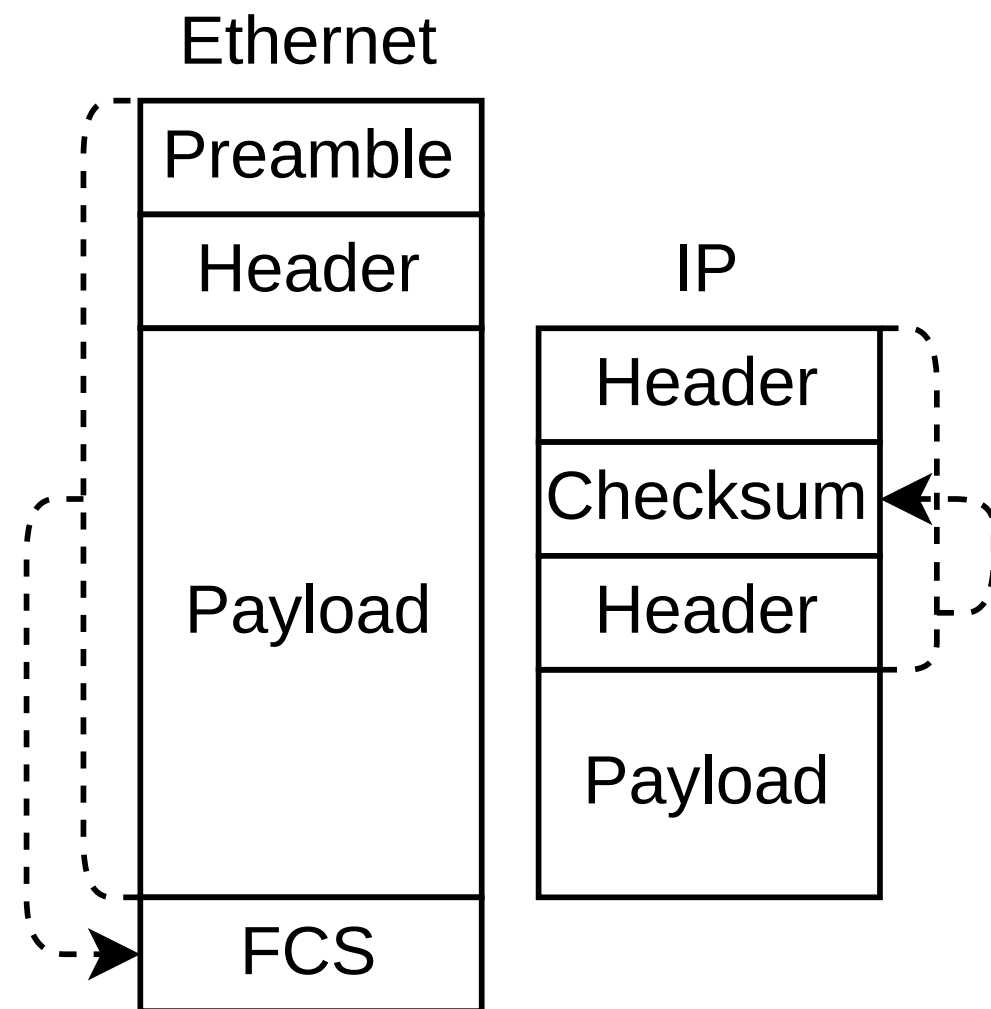 Ethernet
Preamble
Header
Payload
FCS
IP
Header
Checksum
Header
Payload